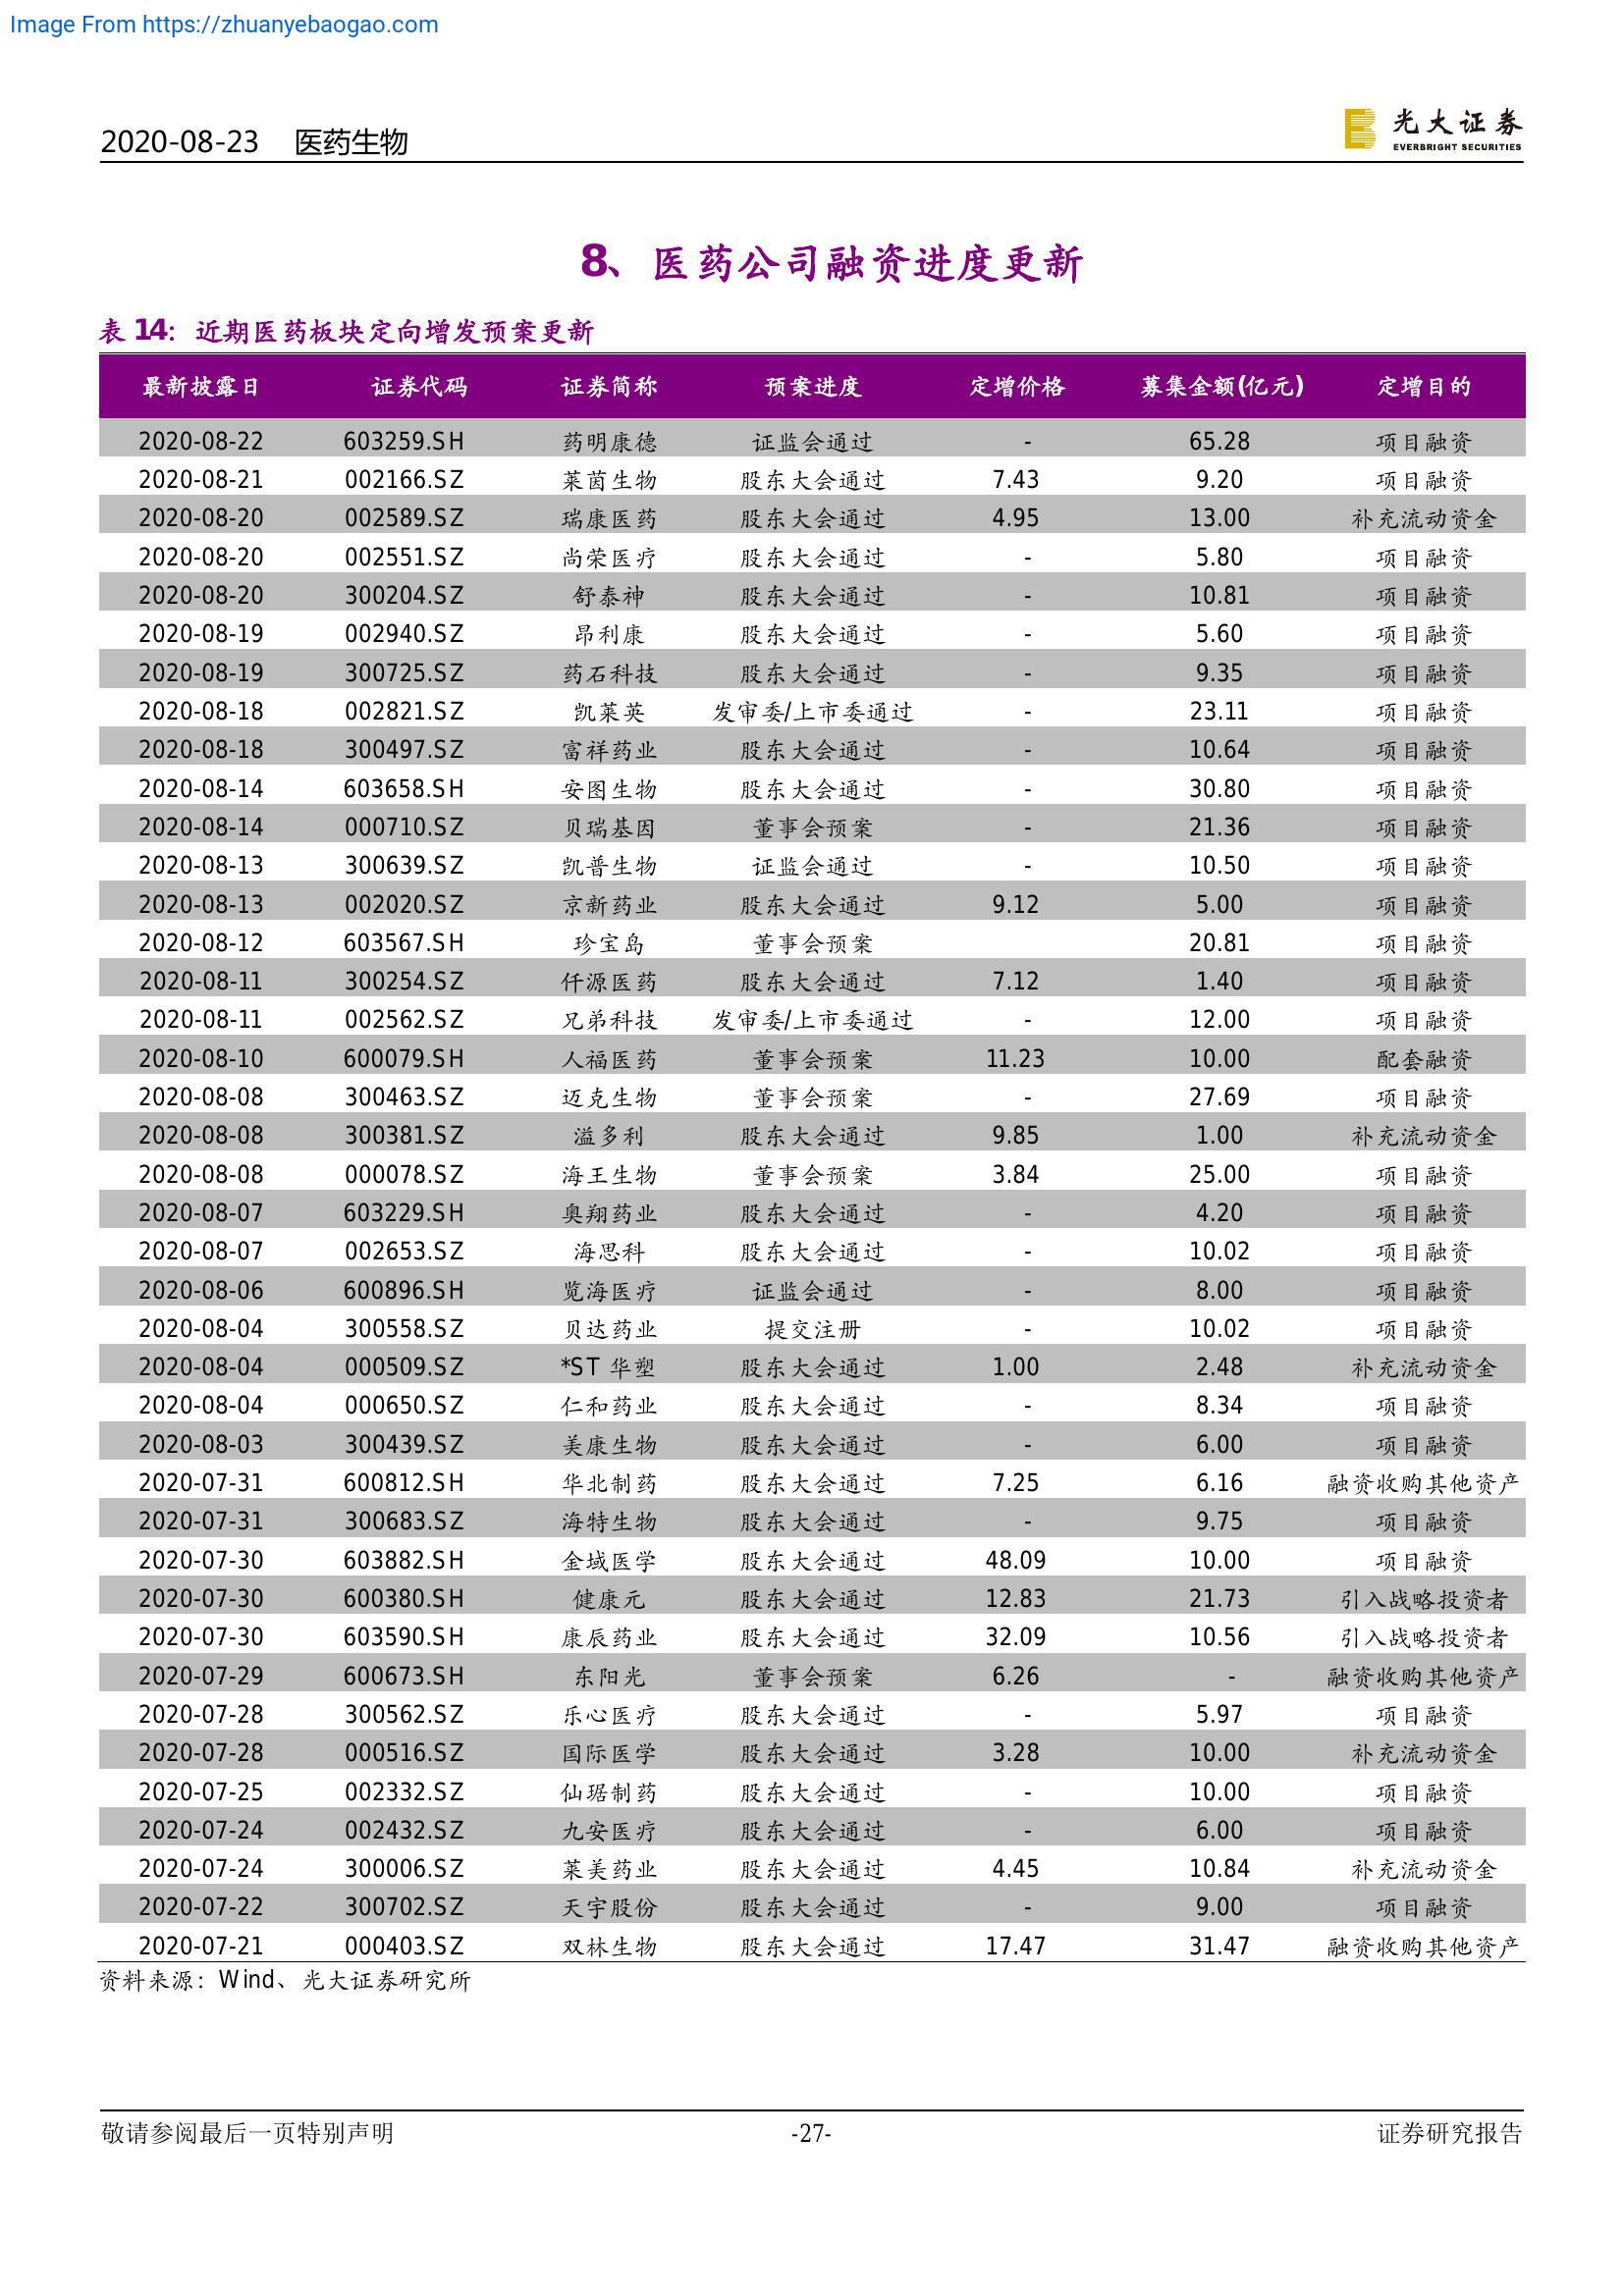 Image From https://zhuanyebaogao.com
2020-08-23 医药生物
光大证券
EVERBRIGHT SECURITIES
8、医药公司融资进度更新
表 14：近期医药板块定向增发预案更新
最新披露日 证券代码 证券简称 预案进度 定增价格 募集金额(亿元) 定增目的
2020-08-22 603259.SH 药明康德 证监会通过 - 65.28 项目融资
2020-08-21 002166.SZ 莱茵生物 股东大会通过 7.43 9.20 项目融资
2020-08-20 002589.SZ 瑞康医药 股东大会通过 4.95 13.00 补充流动资金
2020-08-20 002551.SZ 尚荣医疗 股东大会通过 - 5.80 项目融资
2020-08-20 300204.SZ 舒泰神 股东大会通过 - 10.81 项目融资
2020-08-19 002940.SZ 昂利康 股东大会通过 - 5.60 项目融资
2020-08-19 300725.SZ 药石科技 股东大会通过 - 9.35 项目融资
2020-08-18 002821.SZ 凯莱英 发审委/上市委通过 - 23.11 项目融资
2020-08-18 300497.SZ 富祥药业 股东大会通过 - 10.64 项目融资
2020-08-14 603658.SH 安图生物 股东大会通过 - 30.80 项目融资
2020-08-14 000710.SZ 贝瑞基因 董事会预案 - 21.36 项目融资
2020-08-13 300639.SZ 凯普生物 证监会通过 - 10.50 项目融资
2020-08-13 002020.SZ 京新药业 股东大会通过 9.12 5.00 项目融资
2020-08-12 603567.SH 珍宝岛 董事会预案 20.81 项目融资
2020-08-11 300254.SZ 仟源医药 股东大会通过 7.12 1.40 项目融资
2020-08-11 002562.SZ 兄弟科技 发审委/上市委通过 - 12.00 项目融资
2020-08-10 600079.SH 人福医药 董事会预案 11.23 10.00 配套融资
2020-08-08 300463.SZ 迈克生物 董事会预案 - 27.69 项目融资
2020-08-08 300381.SZ 溢多利 股东大会通过 9.85 1.00 补充流动资金
2020-08-08 000078.SZ 海王生物 董事会预案 3.84 25.00 项目融资
2020-08-07 603229.SH 奥翔药业 股东大会通过 - 4.20 项目融资
2020-08-07 002653.SZ 海思科 股东大会通过 - 10.02 项目融资
2020-08-06 600896.SH 览海医疗 证监会通过 - 8.00 项目融资
2020-08-04 300558.SZ 贝达药业 提交注册 - 10.02 项目融资
2020-08-04 000509.SZ *ST 华塑 股东大会通过 1.00 2.48 补充流动资金
2020-08-04 000650.SZ 仁和药业 股东大会通过 - 8.34 项目融资
2020-08-03 300439.SZ 美康生物 股东大会通过 - 6.00 项目融资
2020-07-31 600812.SH 华北制药 股东大会通过 7.25 6.16 融资收购其他资产
2020-07-31 300683.SZ 海特生物 股东大会通过 - 9.75 项目融资
2020-07-30 603882.SH 金域医学 股东大会通过 48.09 10.00 项目融资
2020-07-30 600380.SH 健康元 股东大会通过 12.83 21.73 引入战略投资者
2020-07-30 603590.SH 康辰药业 股东大会通过 32.09 10.56 引入战略投资者
2020-07-29 600673.SH 东阳光 董事会预案 6.26 - 融资收购其他资产
2020-07-28 300562.SZ 乐心医疗 股东大会通过 - 5.97 项目融资
2020-07-28 000516.SZ 国际医学 股东大会通过 3.28 10.00 补充流动资金
2020-07-25 002332.SZ 仙琚制药 股东大会通过 - 10.00 项目融资
2020-07-24 002432.SZ 九安医疗 股东大会通过 - 6.00 项目融资
2020-07-24 300006.SZ 莱美药业 股东大会通过 4.45 10.84 补充流动资金
2020-07-22 300702.SZ 天宇股份 股东大会通过 - 9.00 项目融资
2020-07-21 000403.SZ 双林生物 股东大会通过 17.47 31.47 融资收购其他资产
资料来源：Wind、光大证券研究所
敬请参阅最后一页特别声明 -27- 证券研究报告